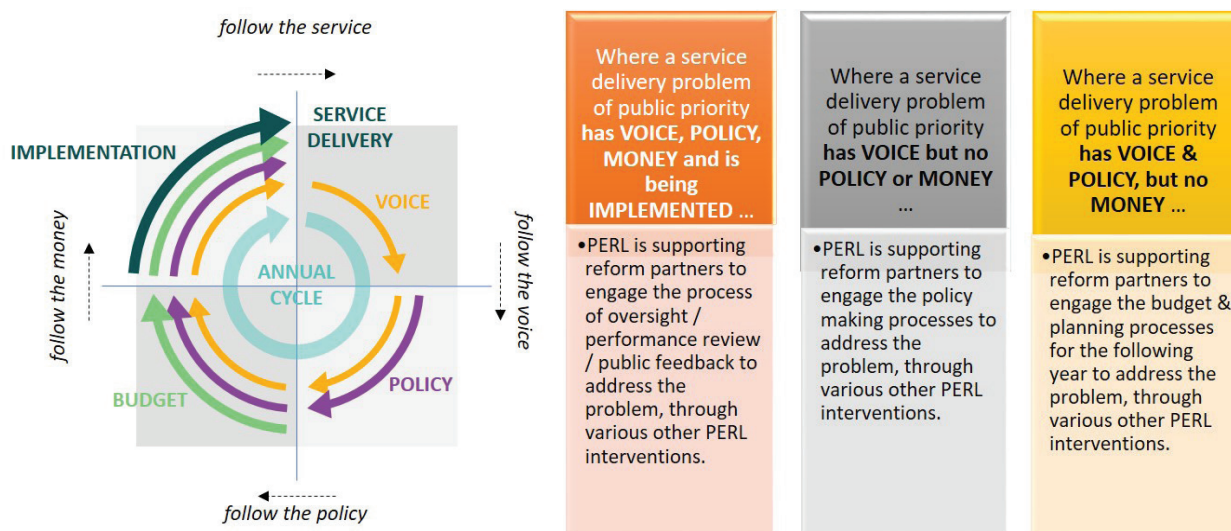 follow the service
SERVICE
DELIVERY
IMPLEMENTATION
VOICE
follow the money
ANNUAL
CYCLE
follow the voice
BUDGET
POLICY
follow the policy
Where a service
delivery problem
of public priority
has VOICE, POLICY,
MONEY and is
being
IMPLEMENTED ...
•PERL is supporting
reform partners to
engage the process
of oversight /
performance review
/ public feedback to
address the
problem, through
various other PERL
interventions.
Where a service
delivery problem
of public priority
has VOICE but no
POLICY or MONEY
...
•PERL is supporting
reform partners to
engage the policy
making processes to
address the
problem, through
various other PERL
interventions.
Where a service
delivery problem
of public priority
has VOICE &
POLICY, but no
MONEY ...
•PERL is supporting
reform partners to
engage the budget &
planning processes
for the following
year to address the
problem, through
various other PERL
interventions.